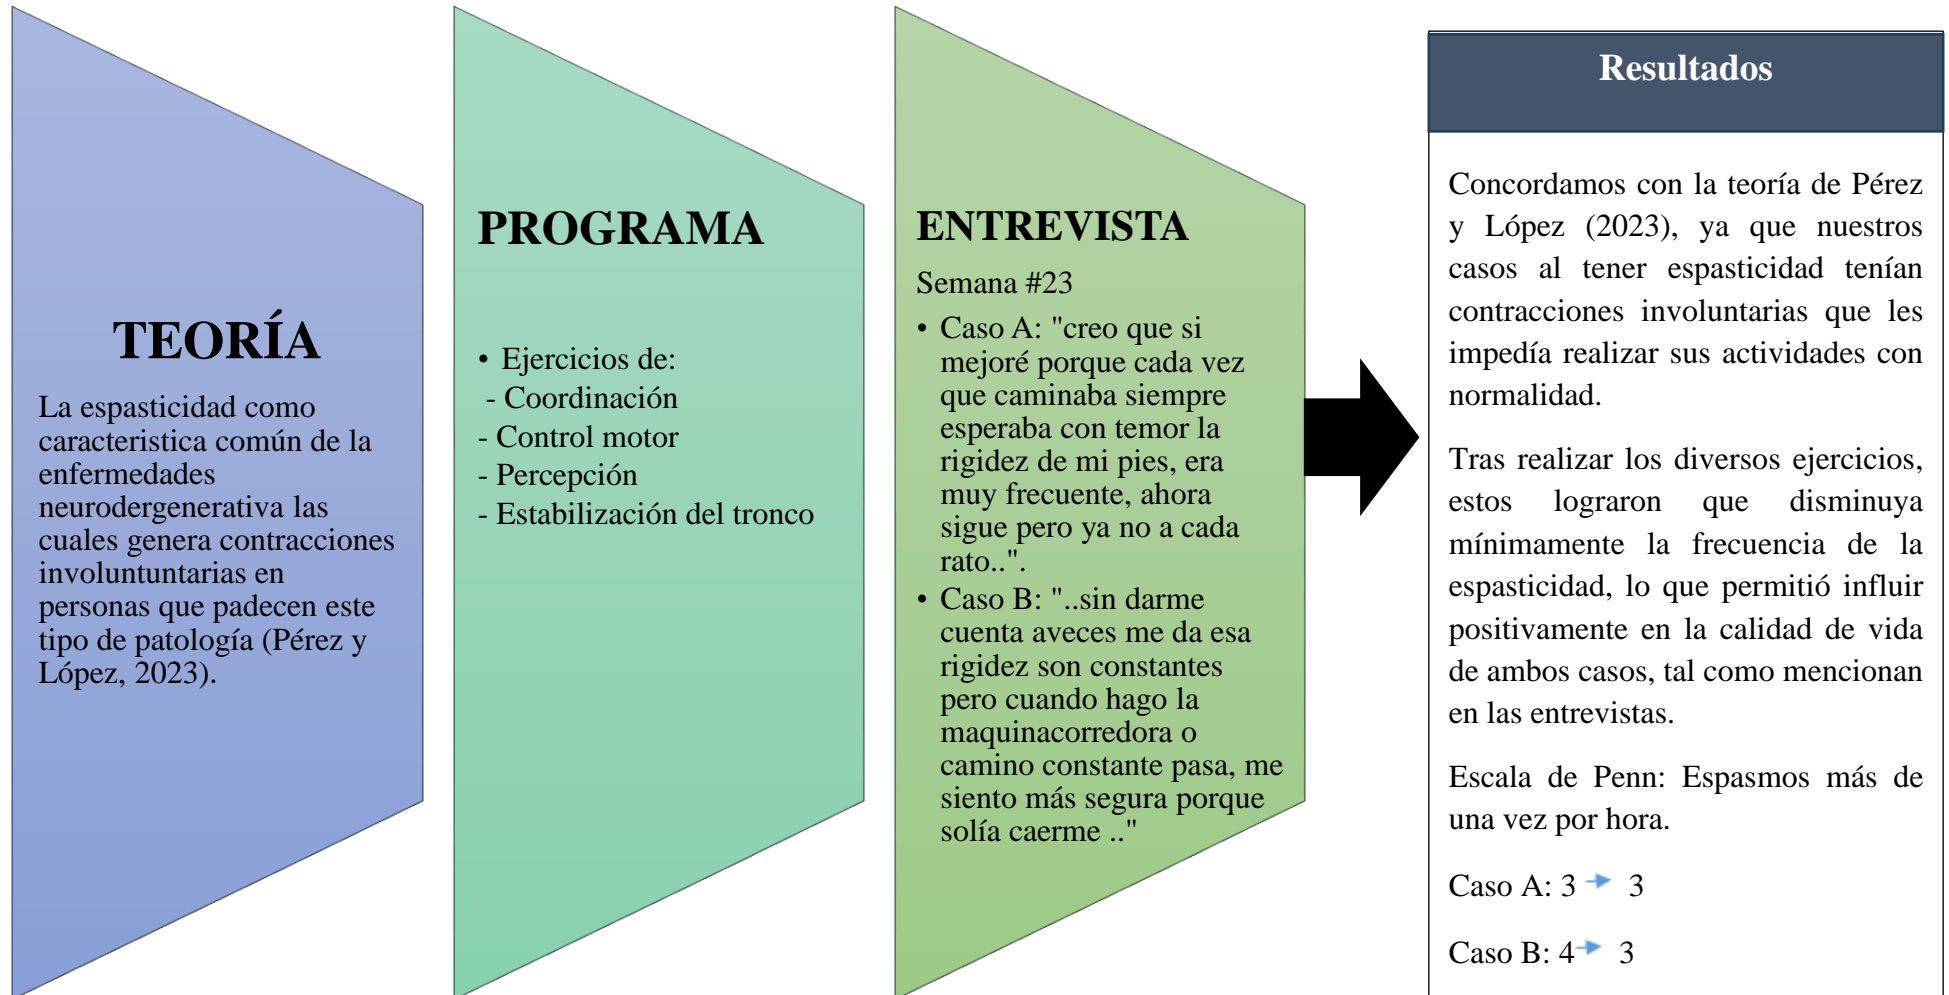 TEORÍA
La espasticidad como
caracteristica común de la
enfermedades
neurodergenerativa las
cuales genera contracciones
involuntuntarias en
personas que padecen este
tipo de patología (Pérez y
López, 2023).
PROGRAMA
• Ejercicios de:
- Coordinación
- Control motor
- Percepción
- Estabilización del tronco
ENTREVISTA
Semana #23
• Caso A: "creo que si
mejoré porque cada vez
que caminaba siempre
esperaba con temor la
rigidez de mi pies, era
muy frecuente, ahora
sigue pero ya no a cada
rato..".
• Caso B: "..sin darme
cuenta aveces me da esa
rigidez son constantes
pero cuando hago la
maquinacorredora o
camino constante pasa, me
siento más segura porque
solía caerme .."
Resultados
Concordamos con la teoría de Pérez
y López (2023), ya que nuestros
casos al tener espasticidad tenían
contracciones involuntarias que les
impedía realizar sus actividades con
normalidad.
Tras realizar los diversos ejercicios,
estos lograron que disminuya
mínimamente la frecuencia de la
espasticidad, lo que permitió influir
positivamente en la calidad de vida
de ambos casos, tal como mencionan
en las entrevistas.
Escala de Penn: Espasmos más de
una vez por hora.
Caso A: 3 → 3
Caso B: 4 → 3